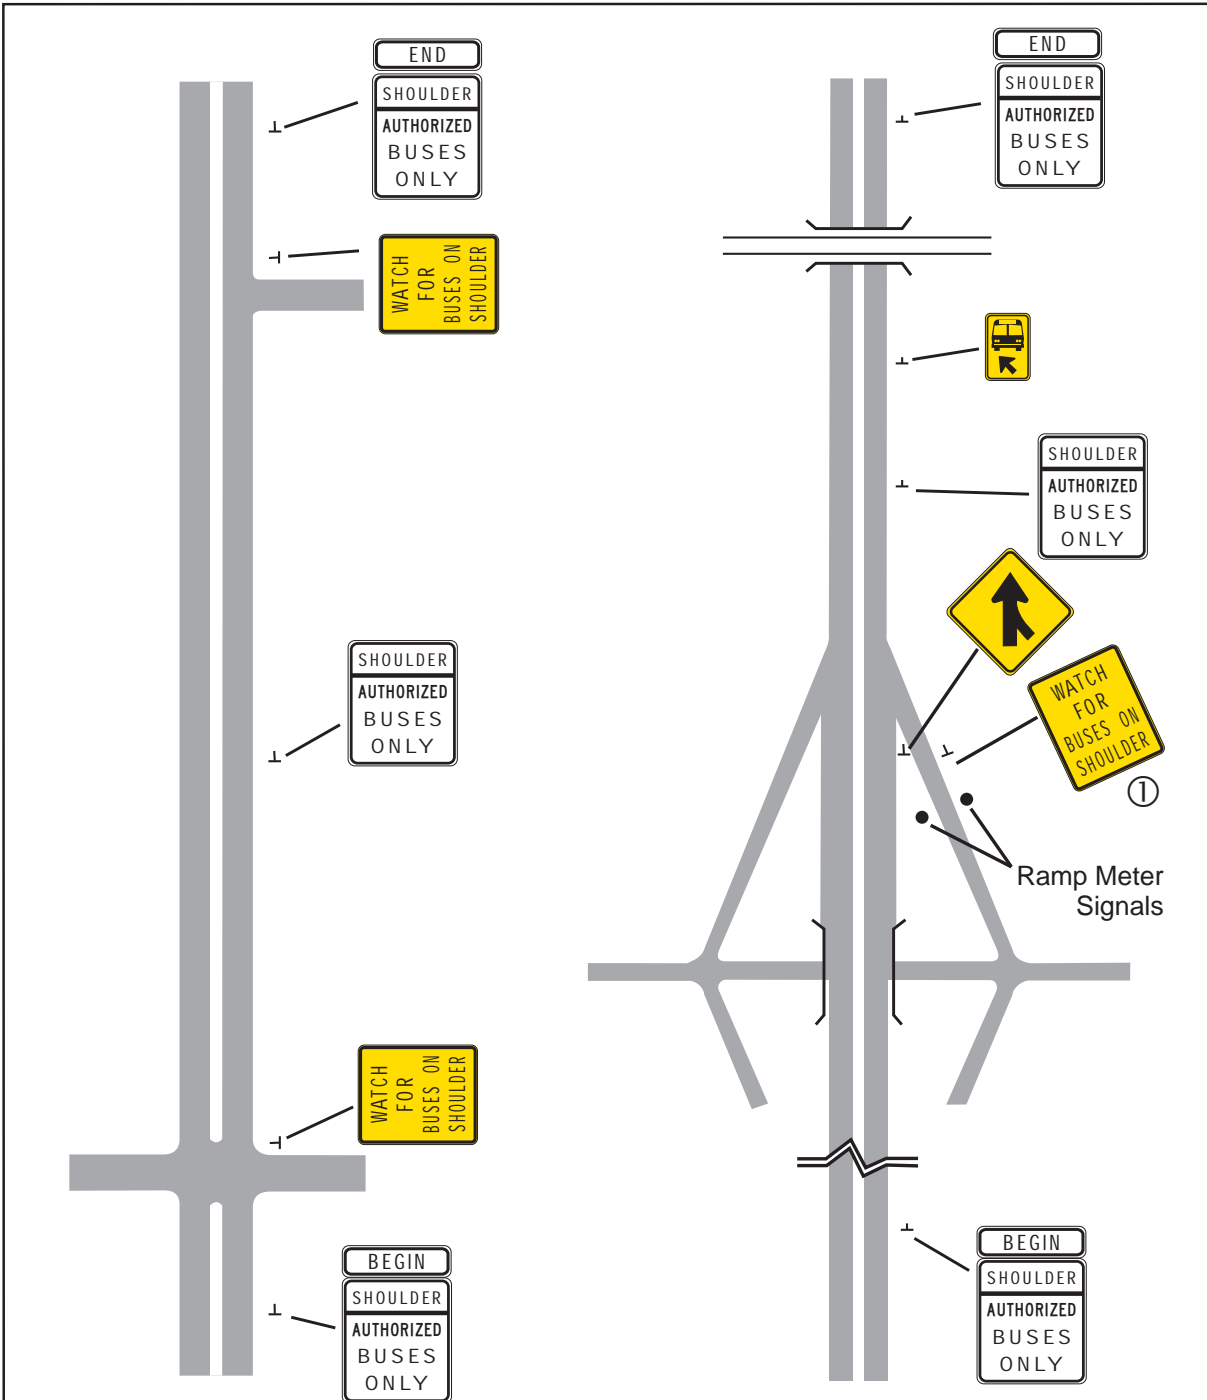 END
SHOULDER
AUTHORIZED
BUSES
ONLY
WATCH
FOR
BUSES ON
SHOULDER
SHOULDER
AUTHORIZED
BUSES
ONLY
WATCH
FOR
BUSES ON
SHOULDER
BEGIN
SHOULDER
AUTHORIZED
BUSES
ONLY
END
SHOULDER
AUTHORIZED
BUSES
ONLY
SHOULDER
AUTHORIZED
BUSES
ONLY
WATCH
FOR
BUSES ON
SHOULDER
①
Ramp Meter
Signals
BEGIN
SHOULDER
AUTHORIZED
BUSES
ONLY